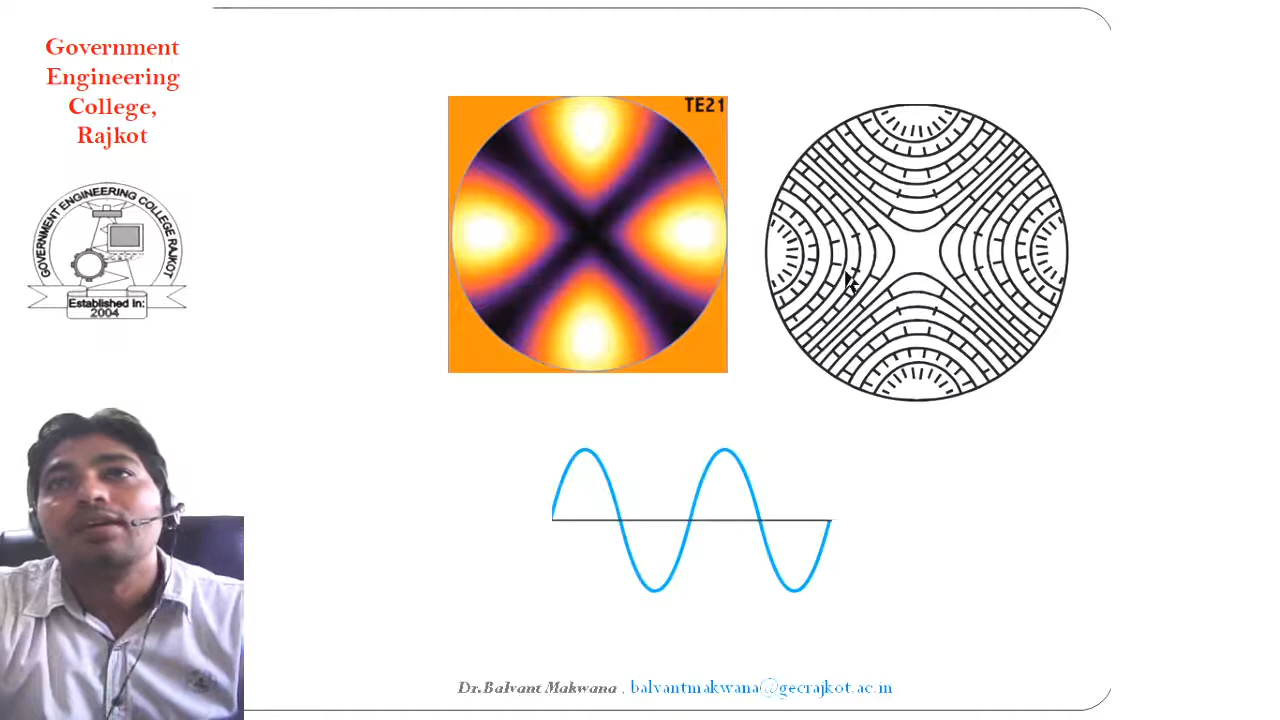 Government
Engineering
College,
Rajkot
GOVERNMENT ENGINEERING COLLEGE RAJKOT
Established In:
2004
TE21
Dr.Balvant Makwana , balvantmakwana@gecrajkot.ac.in